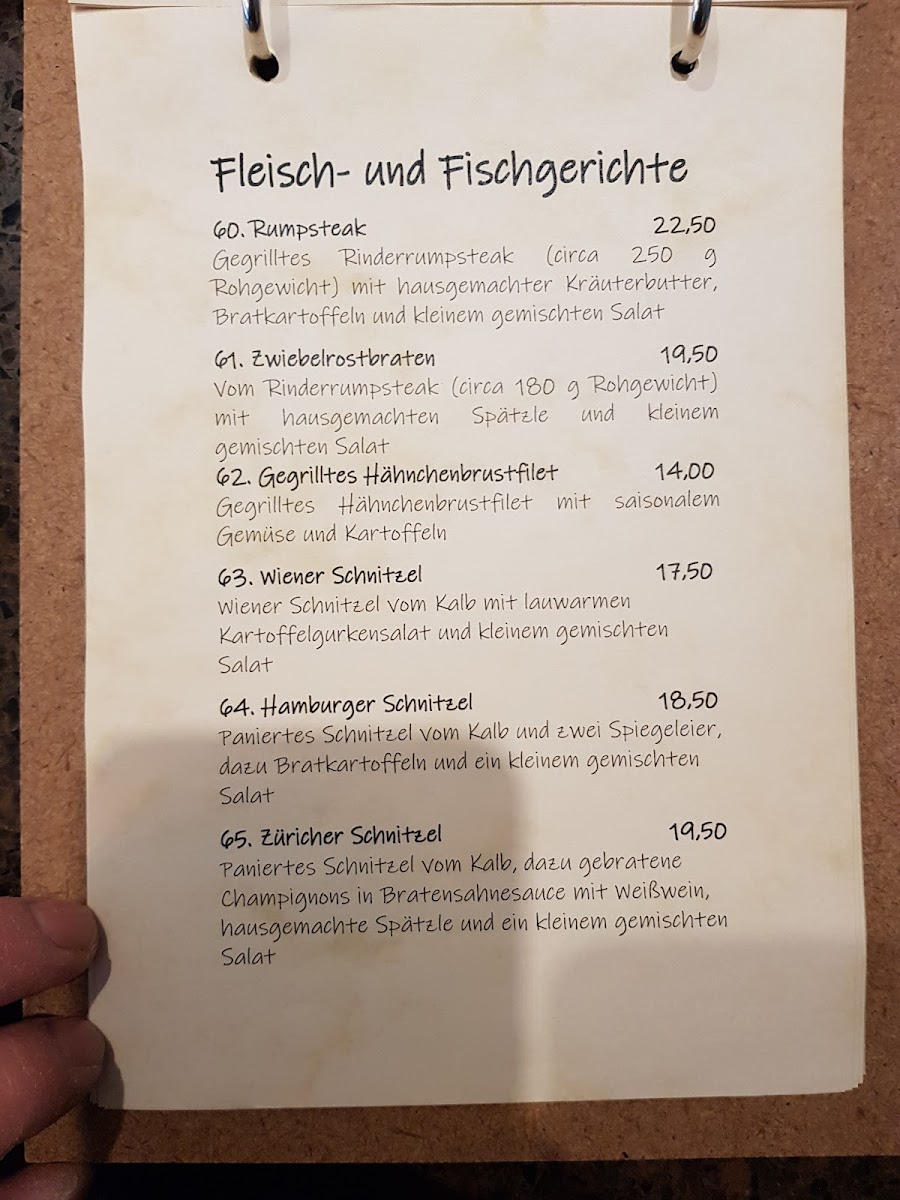 Fleisch- und Fischgerichte
60. Rumpsteak 22,50
Gegrilltes Rinderrumpsteak (circa 250 g
Rohgewicht) mit hausgemachter Kräuterbutter,
Bratkartoffeln und kleinem gemischten Salat
61. Zwiebelrostbraten 19,50
Vom Rinderrumpsteak (circa 180 g Rohgewicht)
mit hausgemachten Spätzle und kleinem
gemischten Salat
62. Gegrilltes Hähnchenbrustfilet 14,00
Gegrilltes Hähnchenbrustfilet mit saisonalem
Gemüse und Kartoffeln
63. Wiener Schnitzel 17,50
Wiener Schnitzel vom Kalb mit lauwarmen
Kartoffelgurkensalat und kleinem gemischten
Salat
64. Hamburger Schnitzel 18,50
Paniertes Schnitzel vom Kalb und zwei Spiegeleier,
dazu Bratkartoffeln und ein kleinem gemischten
Salat
65. Züricher Schnitzel 19,50
Paniertes Schnitzel vom Kalb, dazu gebratene
Champignons in Bratensahnesauce mit Weißwein,
hausgemachte Spätzle und ein kleinem gemischten
Salat